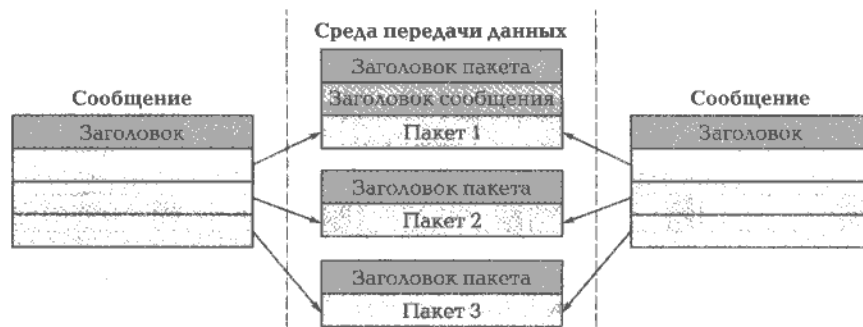 Среда передачи данных
Заголовок пакета
Сообщение
Заголовок сообщения
Сообщение
Заголовок
Пакет 1
Заголовок
Заголовок пакета
Пакет 2
Заголовок пакета
Пакет 3